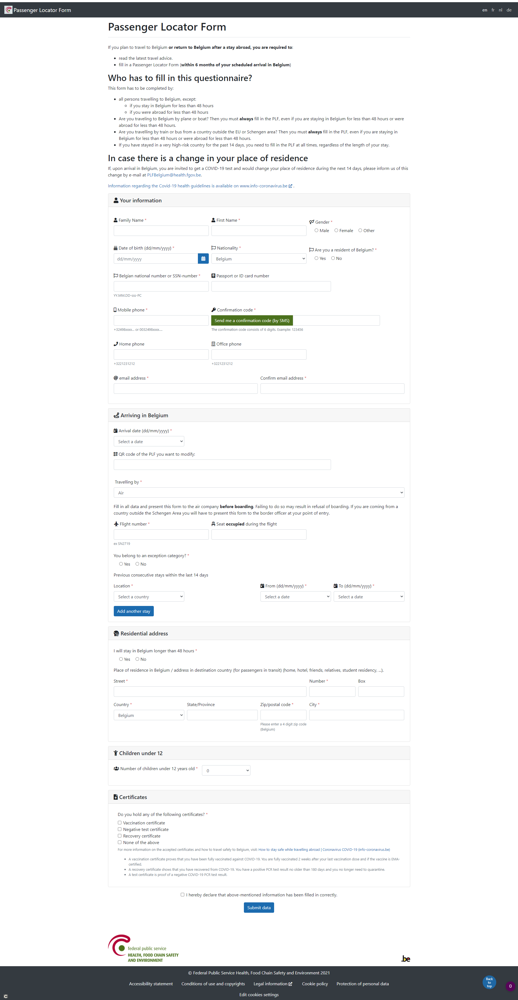 Passenger Locator Form
en fr nl de
Passenger Locator Form
If you plan to travel to Belgium or return to Belgium after a stay abroad, you are required to:
• read the latest travel advice.
• fill in a Passenger Locator Form (within 6 months of your scheduled arrival in Belgium)
Who has to fill in this questionnaire?
This form has to be completed by:
• all persons travelling to Belgium, except:
◦ if you stay in Belgium for less than 48 hours
◦ if you were abroad for less than 48 hours
• Are you traveling to Belgium by plane or boat? Then you must always fill in the PLF, even if you are staying in Belgium for less than 48 hours or were
abroad for less than 48 hours.
• Are you travelling by train or bus from a country outside the EU or Schengen area? Then you must always fill in the PLF, even if you are staying in
Belgium for less than 48 hours or were abroad for less than 48 hours.
• If you have stayed in a very high-risk country for the past 14 days, you need to fill in the PLF at all times, regardless of the length of your stay.
In case there is a change in your place of residence
If, upon arrival in Belgium, you are invited to get a COVID-19 test and would change your place of residence during the next 14 days, please inform us of this
change by e-mail at PLFBelgium@health.fgov.be.
Information regarding the Covid-19 health guidelines is available on www.info-coronavirus.be .
Your information
Family Name * First Name * Gender *
Male Female Other
Date of birth (dd/mm/yyyy) * Nationality * Are you a resident of Belgium? *
dd/mm/yyyy Belgium Yes No
Belgian national number or SSN-number * Passport or ID card number
YY.MM.DD-sss-PC
Mobile phone * Confirmation code *
Send me a confirmation code (by SMS)
+32498xxxx... or 0032498xxxx.... The confirmation code consists of 6 digits. Example: 123456
Home phone Office phone
+3221231212 +3221231212
email address * Confirm email address *
Arriving in Belgium
Arrival date (dd/mm/yyyy) *
Select a date
QR code of the PLF you want to modify:
Travelling by *
Air
Fill in all data and present this form to the air company before boarding. Failing to do so may result in refusal of boarding. If you are coming from a
country outside the Schengen Area you will have to present this form to the border officer at your point of entry.
Flight number * Seat occupied during the flight
ex SN2719
You belong to an exception category? *
Yes No
Previous consecutive stays within the last 14 days
Location * From (dd/mm/yyyy) * To (dd/mm/yyyy) *
Select a country Select a date Select a date
Add another stay
Residential address
I will stay in Belgium longer than 48 hours *
Yes No
Place of residence in Belgium / address in destination country (for passengers in transit) (home, hotel, friends, relatives, student residency, ...).
Street * Number * Box
Country * State/Province Zip/postal code * City *
Belgium
Please enter a 4 digit zip code
(Belgium)
Children under 12
Number of children under 12 years old * 0
Certificates
Do you hold any of the following certificates? *
Vaccination certificate
Negative test certificate
Recovery certificate
None of the above
For more information on the accepted certificates and how to travel safely to Belgium, visit: How to stay safe while travelling abroad | Coronavirus COVID-19 (info-coronavirus.be)
• A vaccination certificate proves that you have been fully vaccinated against COVID-19. You are fully vaccinated 2 weeks after your last vaccination dose and if the vaccine is EMA-
certified.
• A recovery certificate shows that you have recovered from COVID-19. You have a positive PCR test result no older than 180 days and you no longer need to quarantine.
• A test certificate is proof of a negative COVID-19 PCR test result.
I hereby declare that above-mentioned information has been filled in correctly.
Submit data
federal public service
HEALTH, FOOD CHAIN SAFETY
AND ENVIRONMENT
.be
© Federal Public Service Health, Food Chain Safety and Environment 2021
Accessibility statement Conditions of use and copyrights Legal information Cookie policy Protection of personal data
Edit cookies settings
Back
to
top
0
C